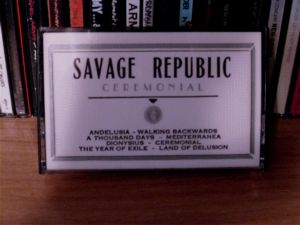 SAVAGE REPUBLIC
CEREMONIAL
ANDELUSIA - WALKING BACKWARDS
A THOUSAND DAYS - MEDITERRANEA
DIONYSIUS - CEREMONIAL
THE YEAR OF EXILE - LAND OF DELUSION